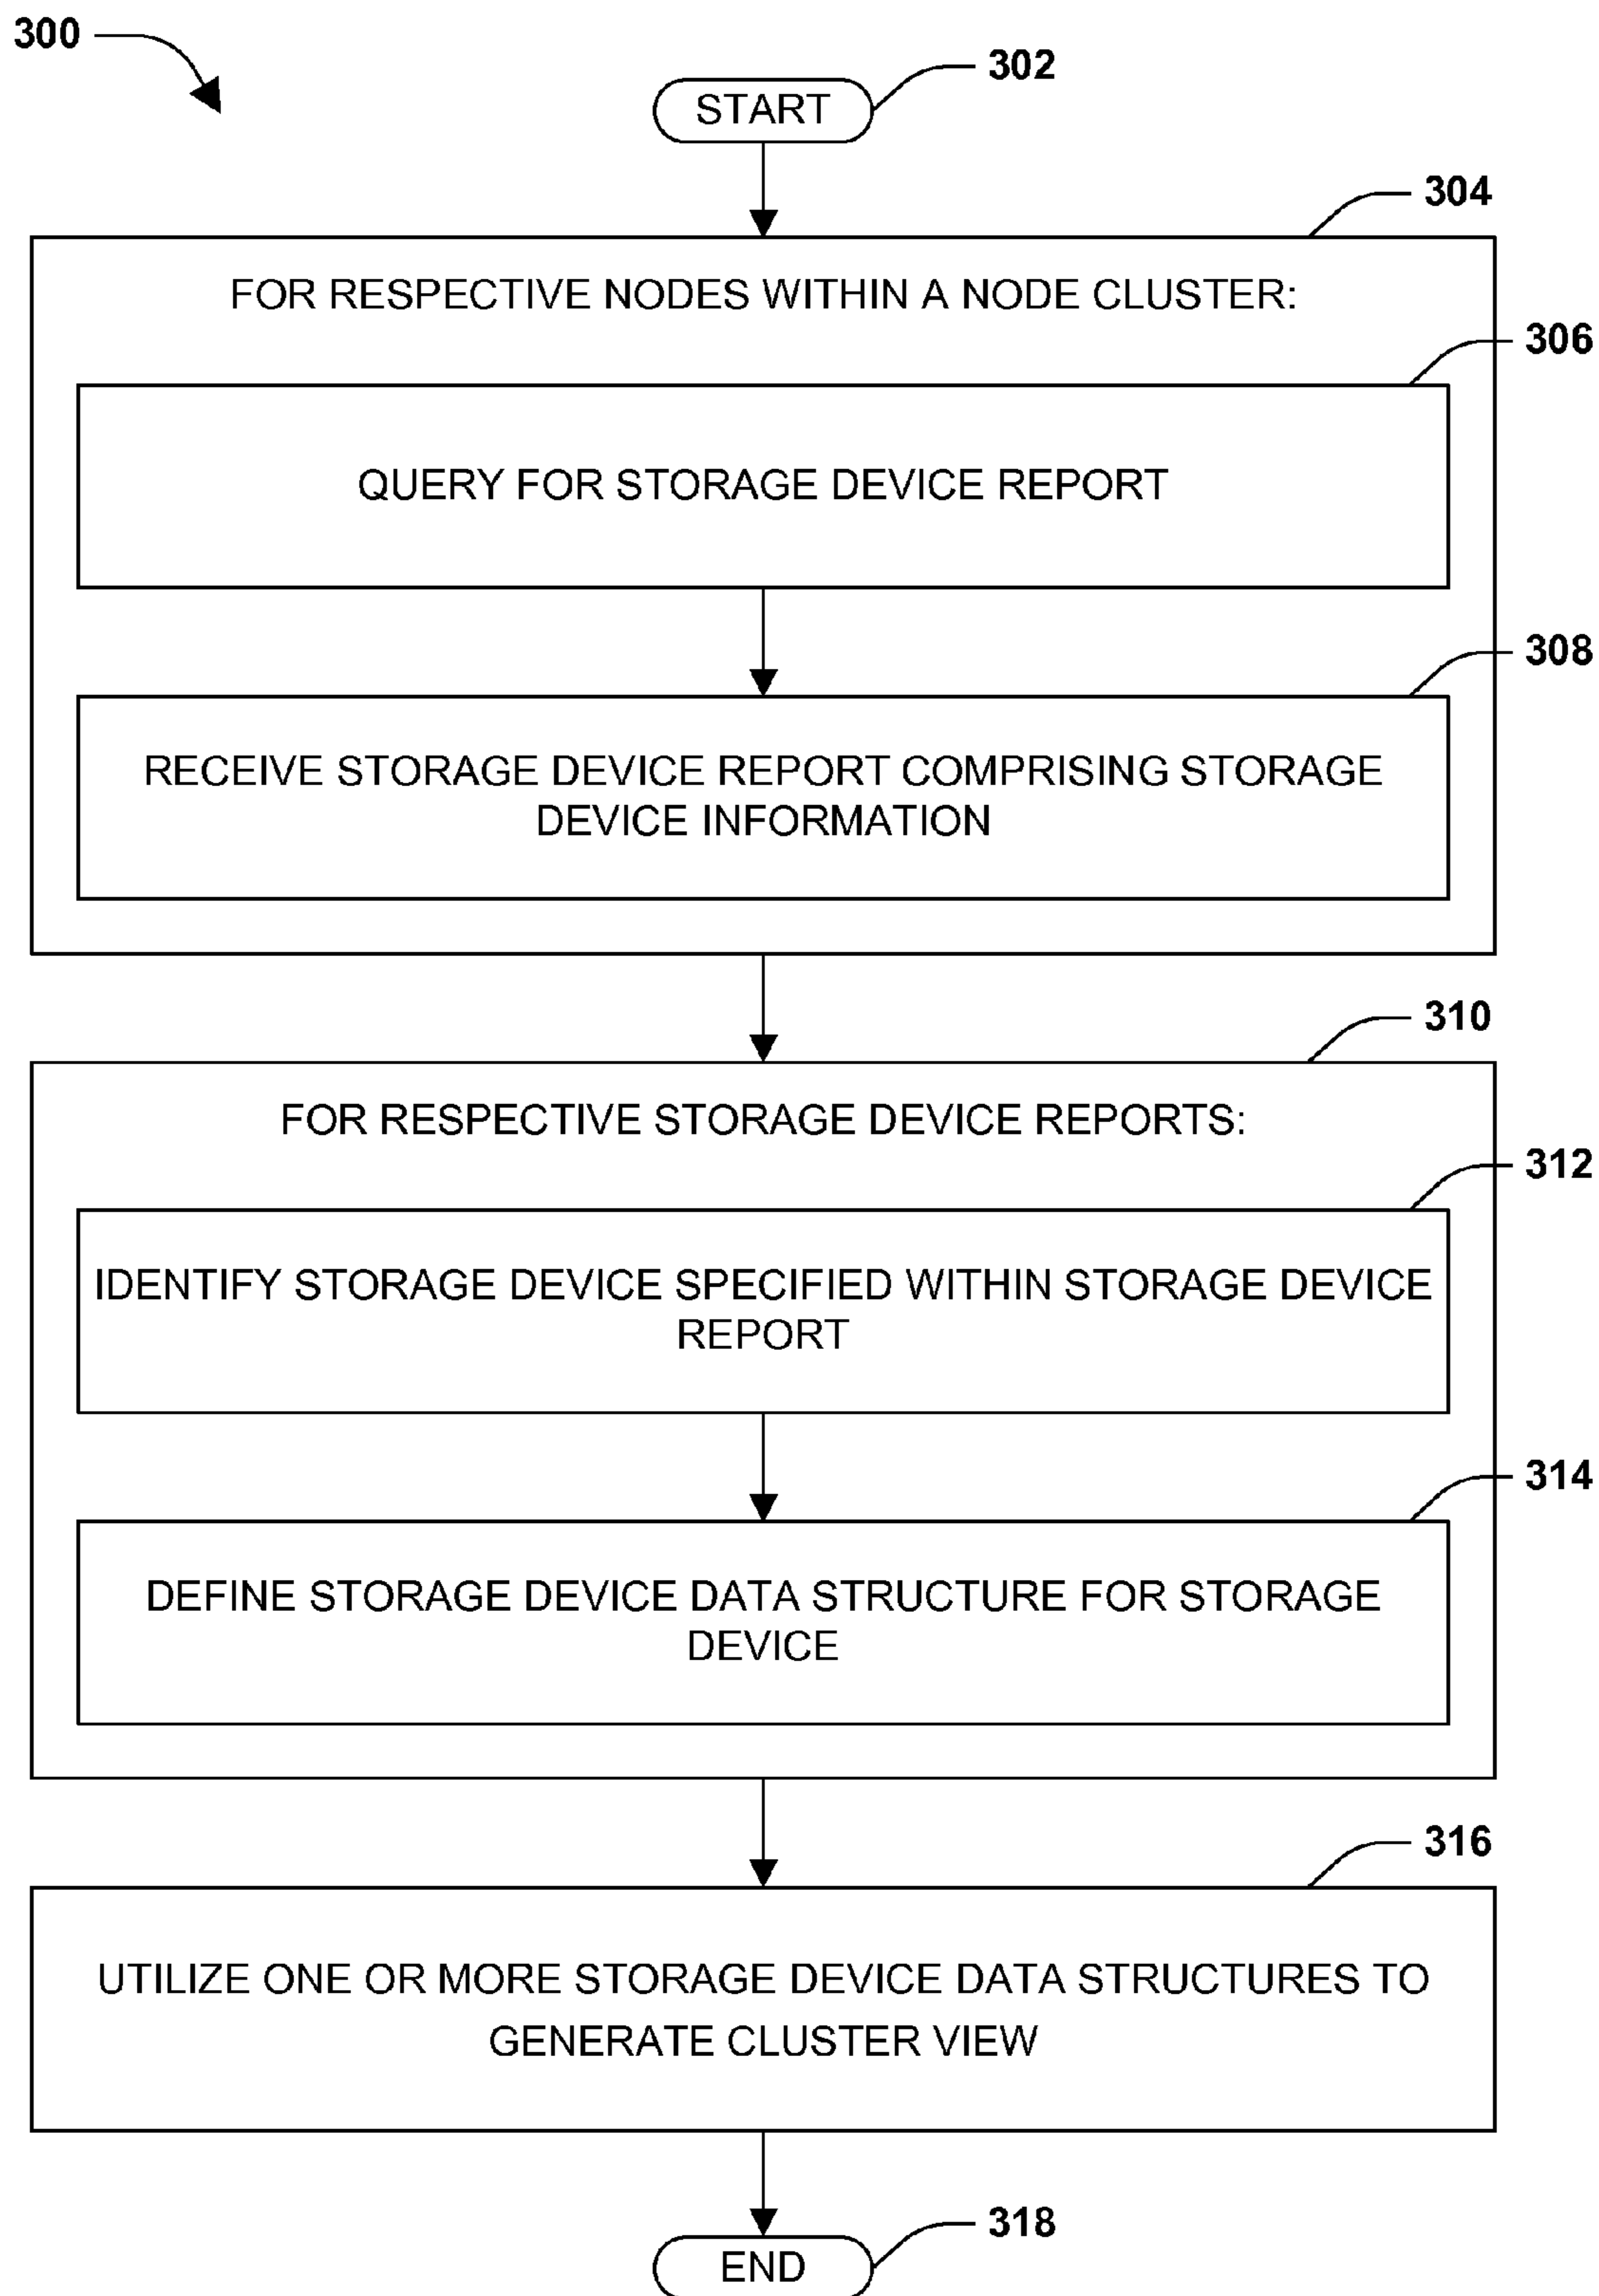 300
START
302
304
FOR RESPECTIVE NODES WITHIN A NODE CLUSTER:
306
QUERY FOR STORAGE DEVICE REPORT
308
RECEIVE STORAGE DEVICE REPORT COMPRISING STORAGE
DEVICE INFORMATION
310
FOR RESPECTIVE STORAGE DEVICE REPORTS:
312
IDENTIFY STORAGE DEVICE SPECIFIED WITHIN STORAGE DEVICE
REPORT
314
DEFINE STORAGE DEVICE DATA STRUCTURE FOR STORAGE
DEVICE
316
UTILIZE ONE OR MORE STORAGE DEVICE DATA STRUCTURES TO
GENERATE CLUSTER VIEW
318
END